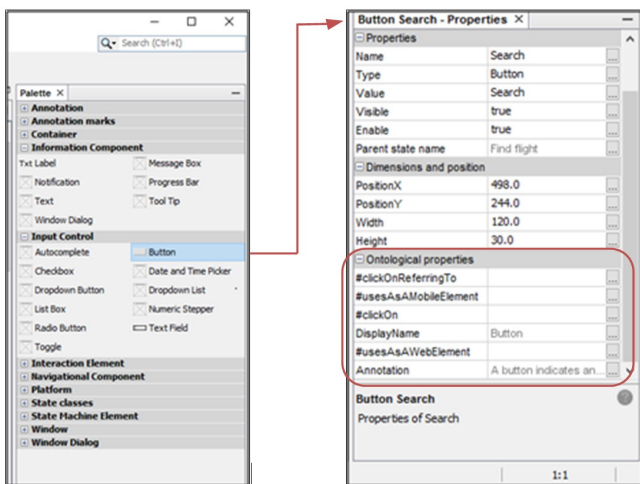 Search (Ctrl+I)
Palette
Annotation
Annotation marks
Container
Information Component
Txt Label
Message Box
Notification
Progress Bar
Text
Tool Tip
Window Dialog
Input Control
Autocomplete
Button
Checkbox
Date and Time Picker
Dropdown Button
Dropdown List
List Box
Numeric Stepper
Radio Button
Text Field
Toggle
Interaction Element
Navigational Component
Platform
State classes
State Machine Element
Window
Window Dialog
Button Search - Properties
Properties
Name Search ...
Type Button ...
Value Search ...
Visible true ...
Enable true ...
Parent state name Find flight ...
Dimensions and position
PositionX 498.0 ...
PositionY 244.0 ...
Width 120.0 ...
Height 30.0 ...
Ontological properties
#clickOnReferringTo ...
#usesAsAMobileElement ...
#clickOn ...
DisplayName Button ...
#usesAsAWebElement ...
Annotation A button indicates an... ...
Button Search
?
Properties of Search
1:1